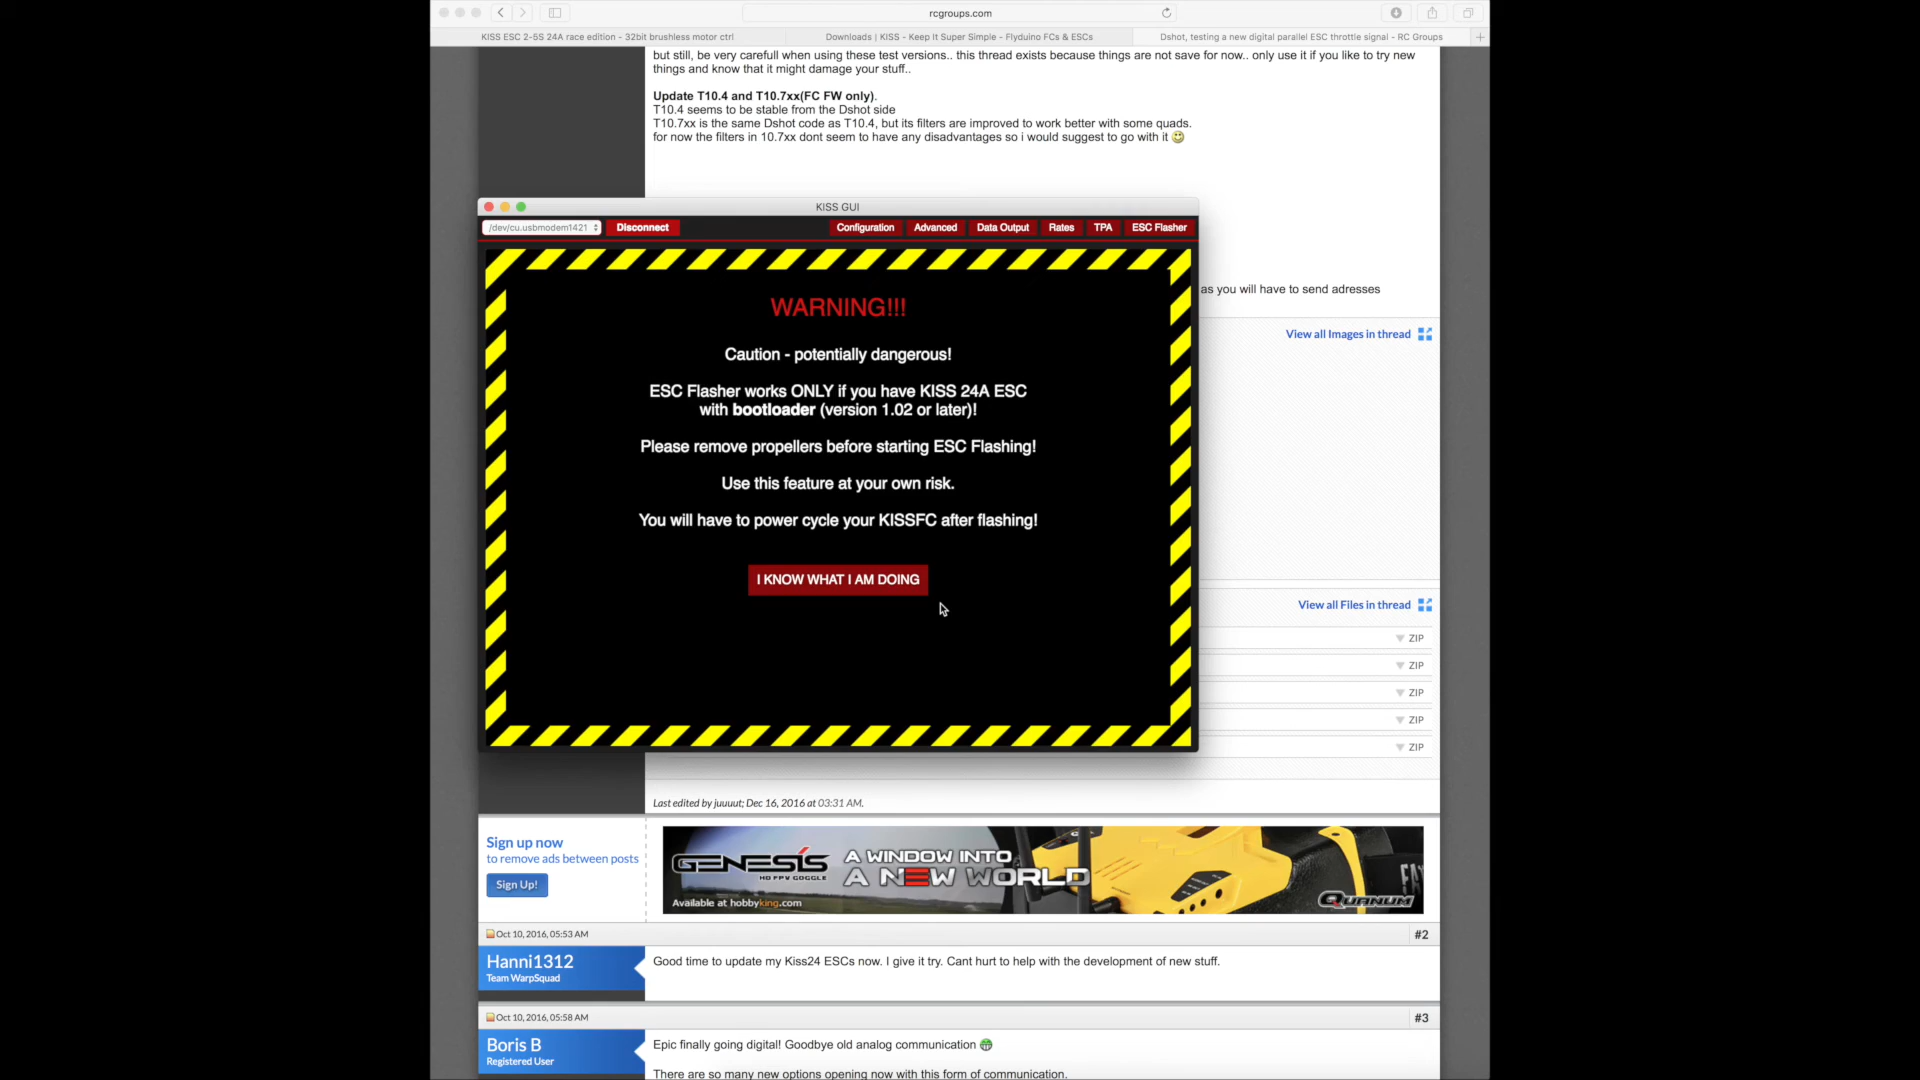 rcgroups.com
KISS ESC 2-5S 24A race edition - 32bit brushless motor ctrl
Downloads | KISS - Keep It Super Simple - Flyduino FCs & ESCs
Dshot, testing a new digital parallel ESC throttle signal - RC Groups
but still, be very carefull when using these test versions.. this thread exists because things are not save for now.. only use it if you like to try new
things and know that it might damage your stuff..
Update T10.4 and T10.7xx(FC FW only).
T10.4 seems to be stable from the Dshot side
T10.7xx is the same Dshot code as T10.4, but its filters are improved to work better with some quads.
for now the filters in 10.7xx dont seem to have any disadvantages so i would suggest to go with it
KISS GUI
/dev/cu.usbmodem1421
Disconnect
Configuration
Advanced
Data Output
Rates
TPA
ESC Flasher
WARNING!!!
Caution - potentially dangerous!
ESC Flasher works ONLY if you have KISS 24A ESC
with bootloader (version 1.02 or later)!
Please remove propellers before starting ESC Flashing!
Use this feature at your own risk.
You will have to power cycle your KISSFC after flashing!
I KNOW WHAT I AM DOING
as you will have to send adresses
View all Images in thread
View all Files in thread
ZIP
ZIP
ZIP
ZIP
ZIP
Last edited by juuuut; Dec 16, 2016 at 03:31 AM.
Sign up now
to remove ads between posts
Sign Up!
GENESIS
HD FPV GOGGLE
A WINDOW INTO
A NEW WORLD
Available at hobbyking.com
QUANUM
Oct 10, 2016, 05:53 AM
#2
Hanni1312
Team WarpSquad
Good time to update my Kiss24 ESCs now. I give it try. Cant hurt to help with the development of new stuff.
Oct 10, 2016, 05:58 AM
#3
Boris B
Registered User
Epic finally going digital! Goodbye old analog communication
There are so many new options opening now with this form of communication.